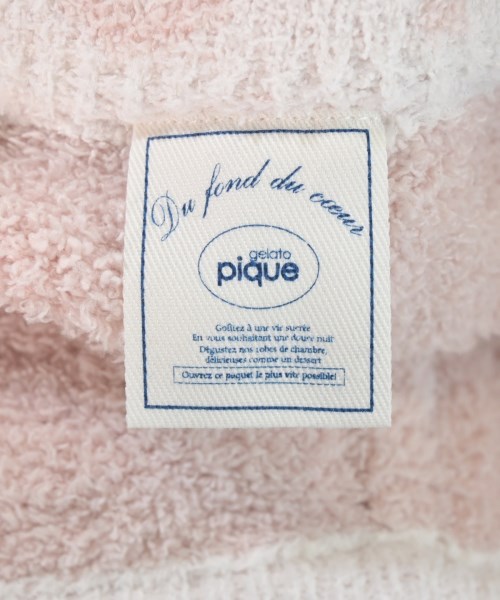 Du fond du cœur
gelato
pique
Goûtez à une vie sucrée
En vous souhaitant une douce nuit
Dégustez nos robes de chambre,
délicieuses comme un dessert
Ouvrez ce paquet le plus vite possible!